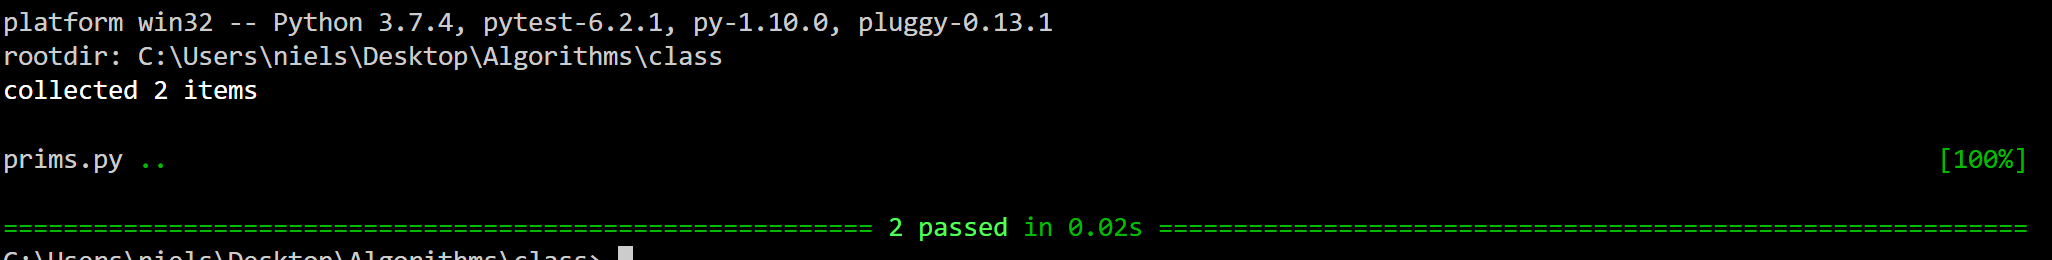 platform win32 -- Python 3.7.4, pytest-6.2.1, py-1.10.0, pluggy-0.13.1
rootdir: C:\Users\niels\Desktop\Algorithms\class
collected 2 items
prims.py .. [100%]
========================================================== 2 passed in 0.02s ==========================================================
C:\Users\niels\Desktop\Algorithms\class>